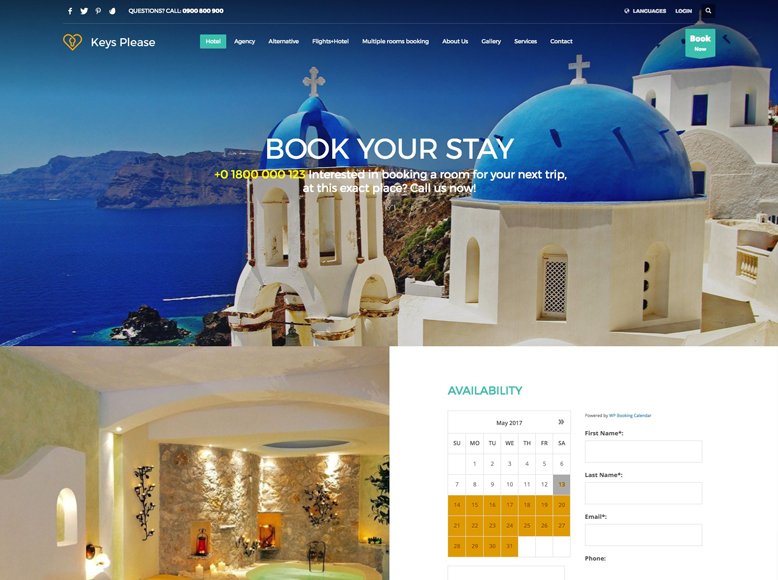 QUESTIONS? CALL: 0900 800 900
LANGUAGES
LOGIN
Keys Please
Hotel
Agency
Alternative
Flights+Hotel
Multiple rooms booking
About Us
Gallery
Services
Contact
Book
Now
BOOK YOUR STAY
+0 1800 000 123 Interested in booking a room for your next trip,
at this exact place? Call us now!
AVAILABILITY
May 2017 »
SU MO TU WE TH FR SA
1 2 3 4 5 6
7 8 9 10 11 12 13
14 15 16 17 18 19 20
21 22 23 24 25 26 27
28 29 30 31
Powered by WP Booking Calendar
First Name*:
Last Name*:
Email*:
Phone: